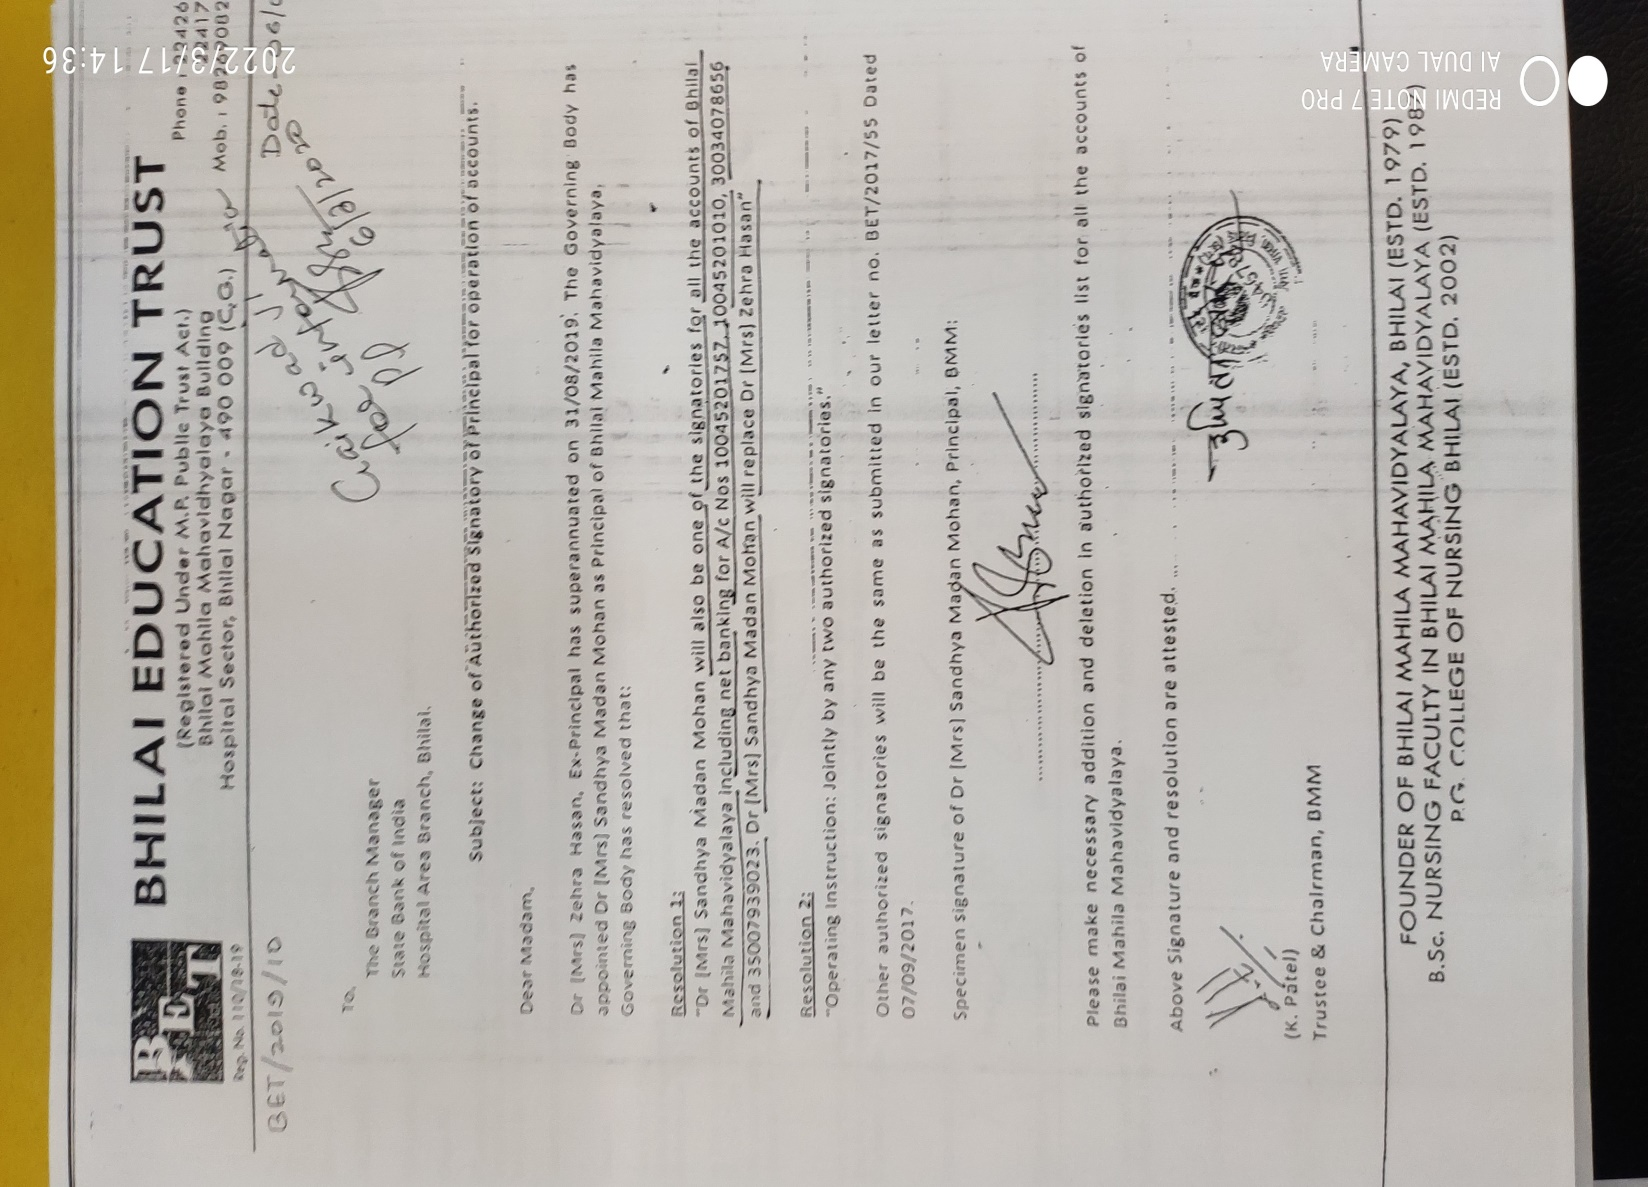 BHILAI EDUCATION TRUST
(Registered Under M.P. Public Trust Act.)
Bhilai Mahila Mahavidhyalaya Building
Hospital Sector, Bhilai Nagar - 490 009 (C.G.)
BET
Reg. No. 110/18-19
Phone : 22426
22417
Mob. :
BET/2019/10
Date
6/2/2020
To,
The Branch Manager
State Bank of India
Hospital Area Branch, Bhilai.
Subject: Change of Authorized Signatory of Principal for operation of accounts.
Dear Madam,
Dr [Mrs] Zehra Hasan, Ex-Principal has superannuated on 31/08/2019. The Governing Body has
appointed Dr [Mrs] Sandhya Madan Mohan as Principal of Bhilai Mahila Mahavidyalaya,
Governing Body has resolved that:
Resolution 1:
"Dr [Mrs] Sandhya Madan Mohan will also be one of the signatories for all the accounts of Bhilai
Mahila Mahavidyalaya including net banking for A/c Nos 10045201757, 10045201010, 30034078656
and 35007939023. Dr [Mrs] Sandhya Madan Mohan will replace Dr [Mrs] Zehra Hasan"
Resolution 2:
"Operating Instruction: Jointly by any two authorized signatories."
Other authorized signatories will be the same as submitted in our letter no. BET/2017/55 Dated
07/09/2017.
Specimen signature of Dr [Mrs] Sandhya Madan Mohan, Principal, BMM:
Please make necessary addition and deletion in authorized signatories list for all the accounts of
Bhilai Mahila Mahavidyalaya.
Above Signature and resolution are attested.
(K. Patel)
Trustee & Chairman, BMM
FOUNDER OF BHILAI MAHILA MAHAVIDYALAYA, BHILAI (ESTD. 1979)
B.Sc. NURSING FACULTY IN BHILAI MAHILA MAHAVIDYALAYA (ESTD.
P.G. COLLEGE OF NURSING BHILAI (ESTD. 2002)
2022/3/17 14:36
REDMI NOTE 7 PRO
AI DUAL CAMERA